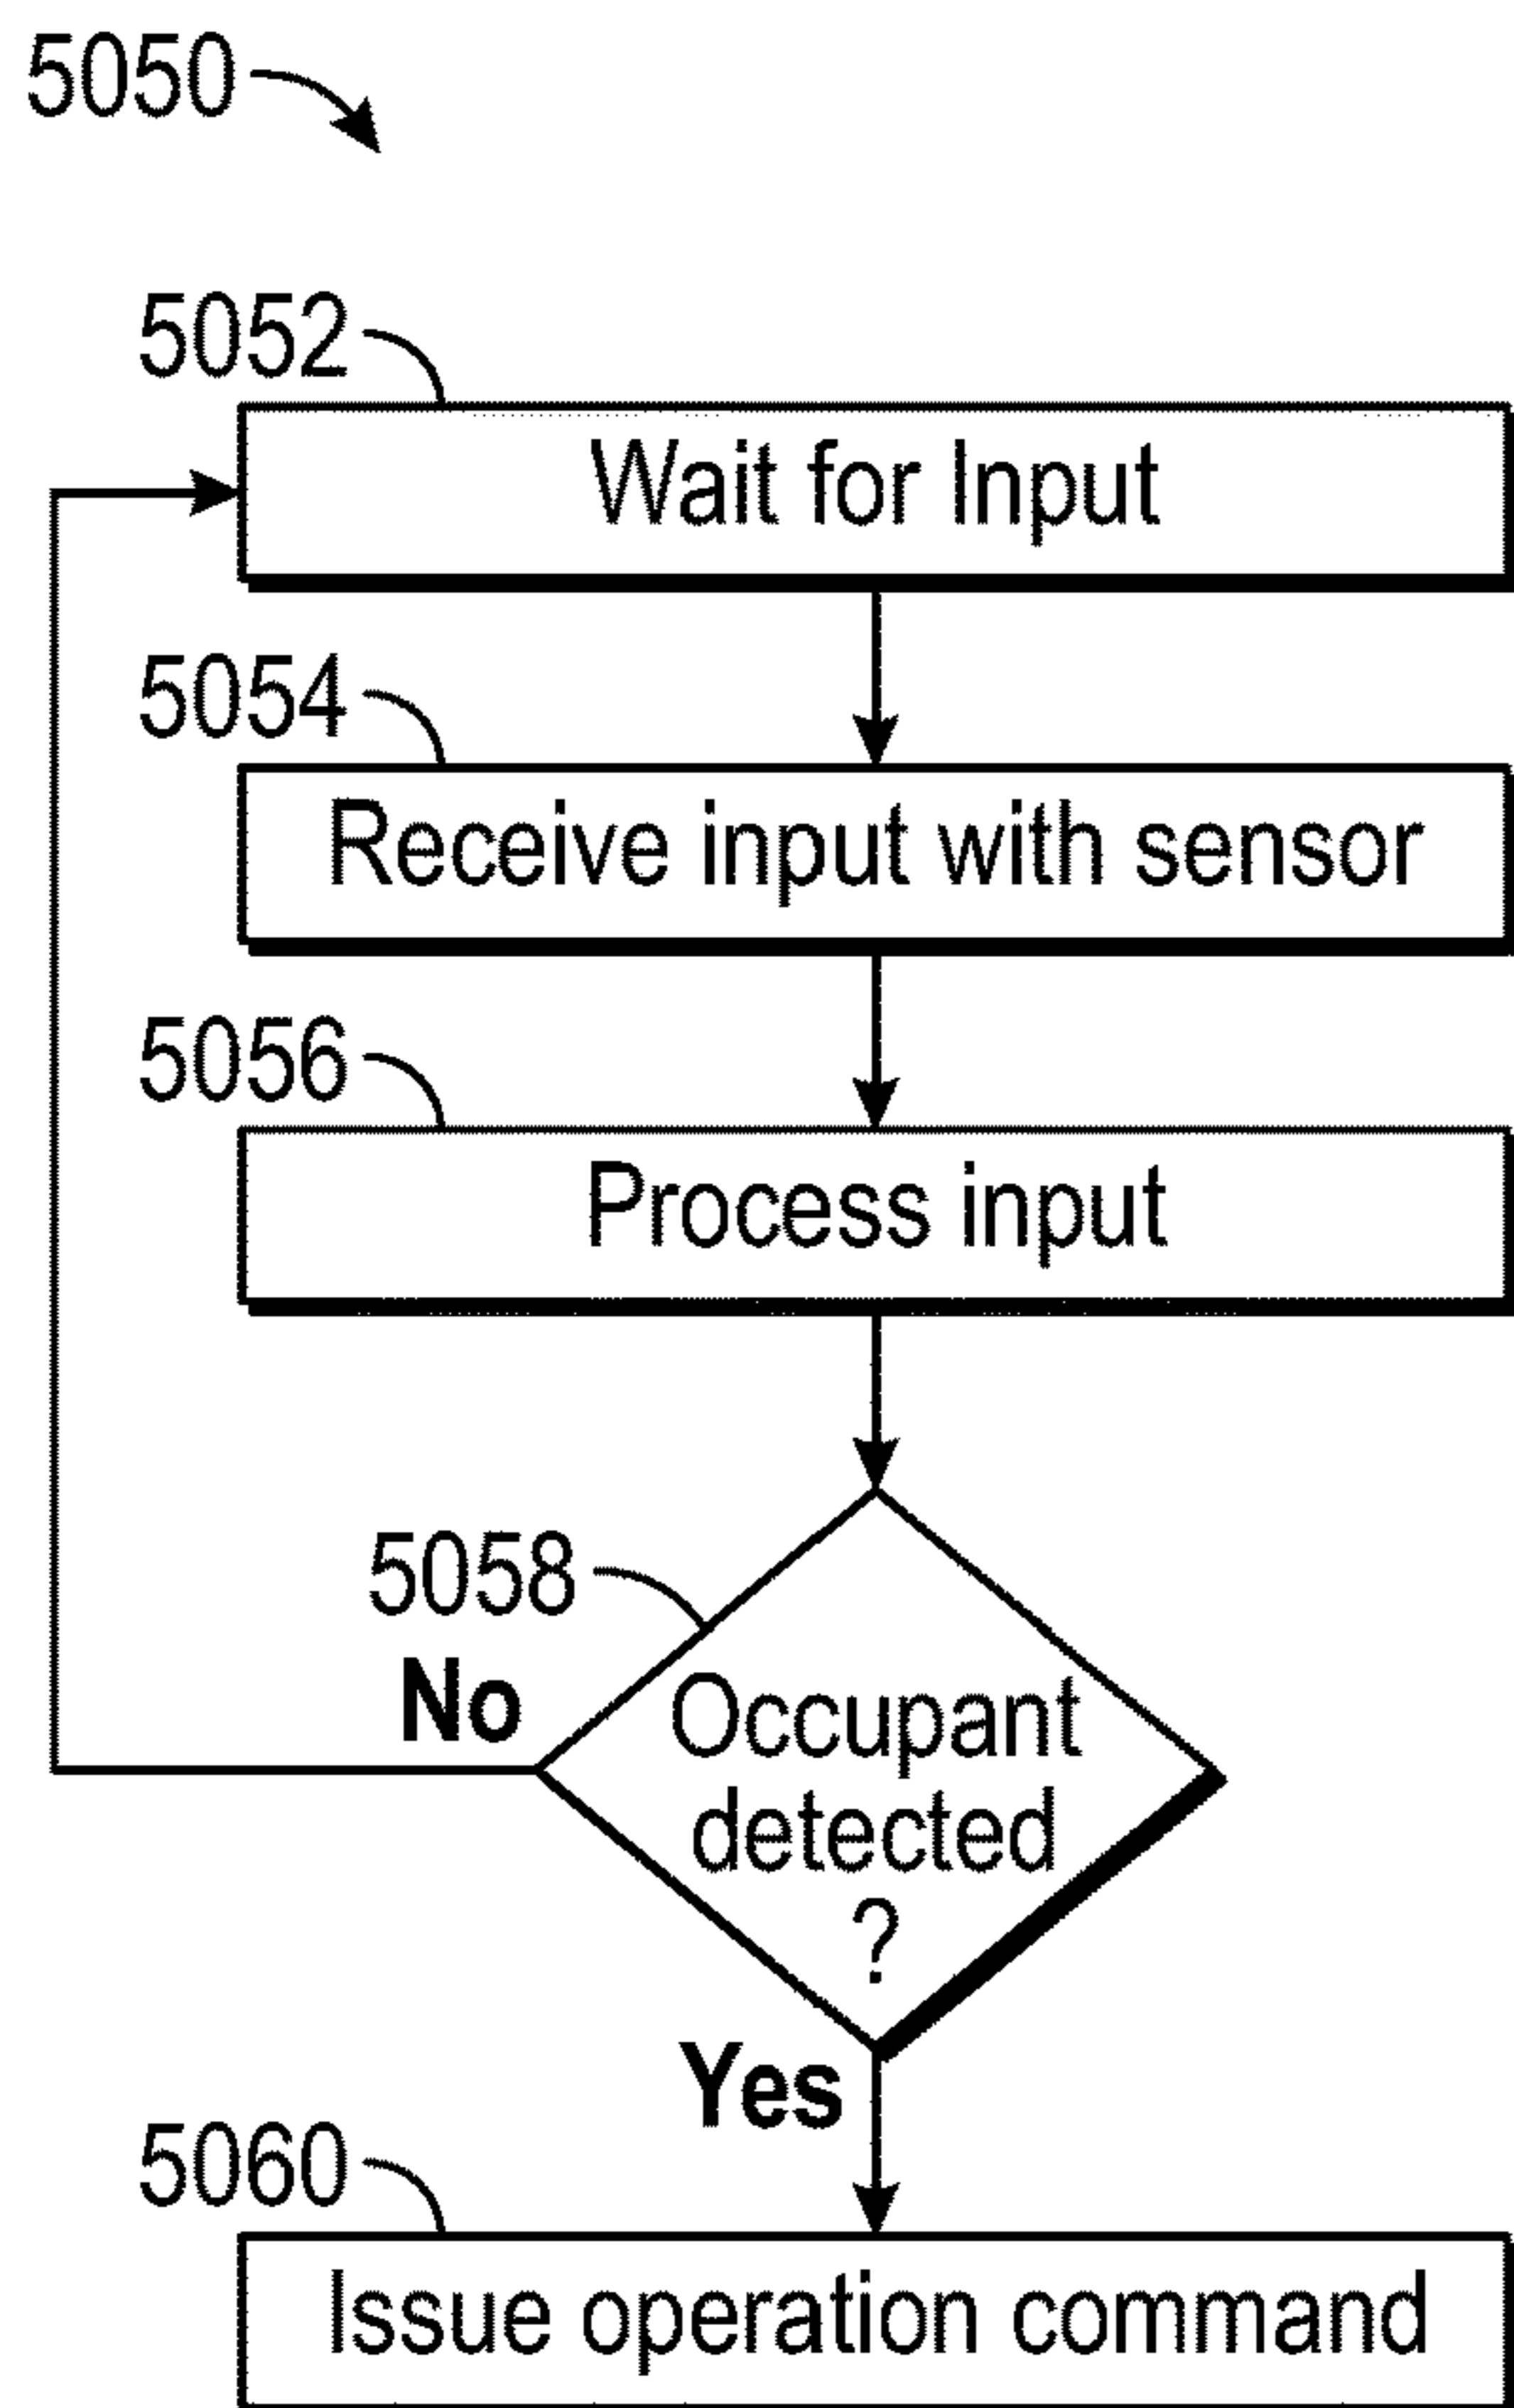 5050
5052
Wait for Input
5054
Receive input with sensor
5056
Process input
5058
No
Occupant
detected
?
Yes
5060
Issue operation command